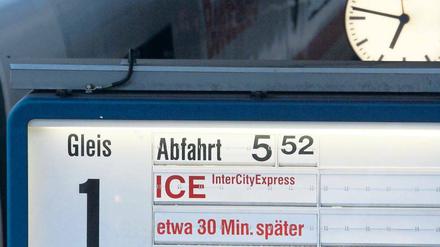 Gleis
1
Abfahrt 5 52
ICE InterCityExpress
etwa 30 Min. später